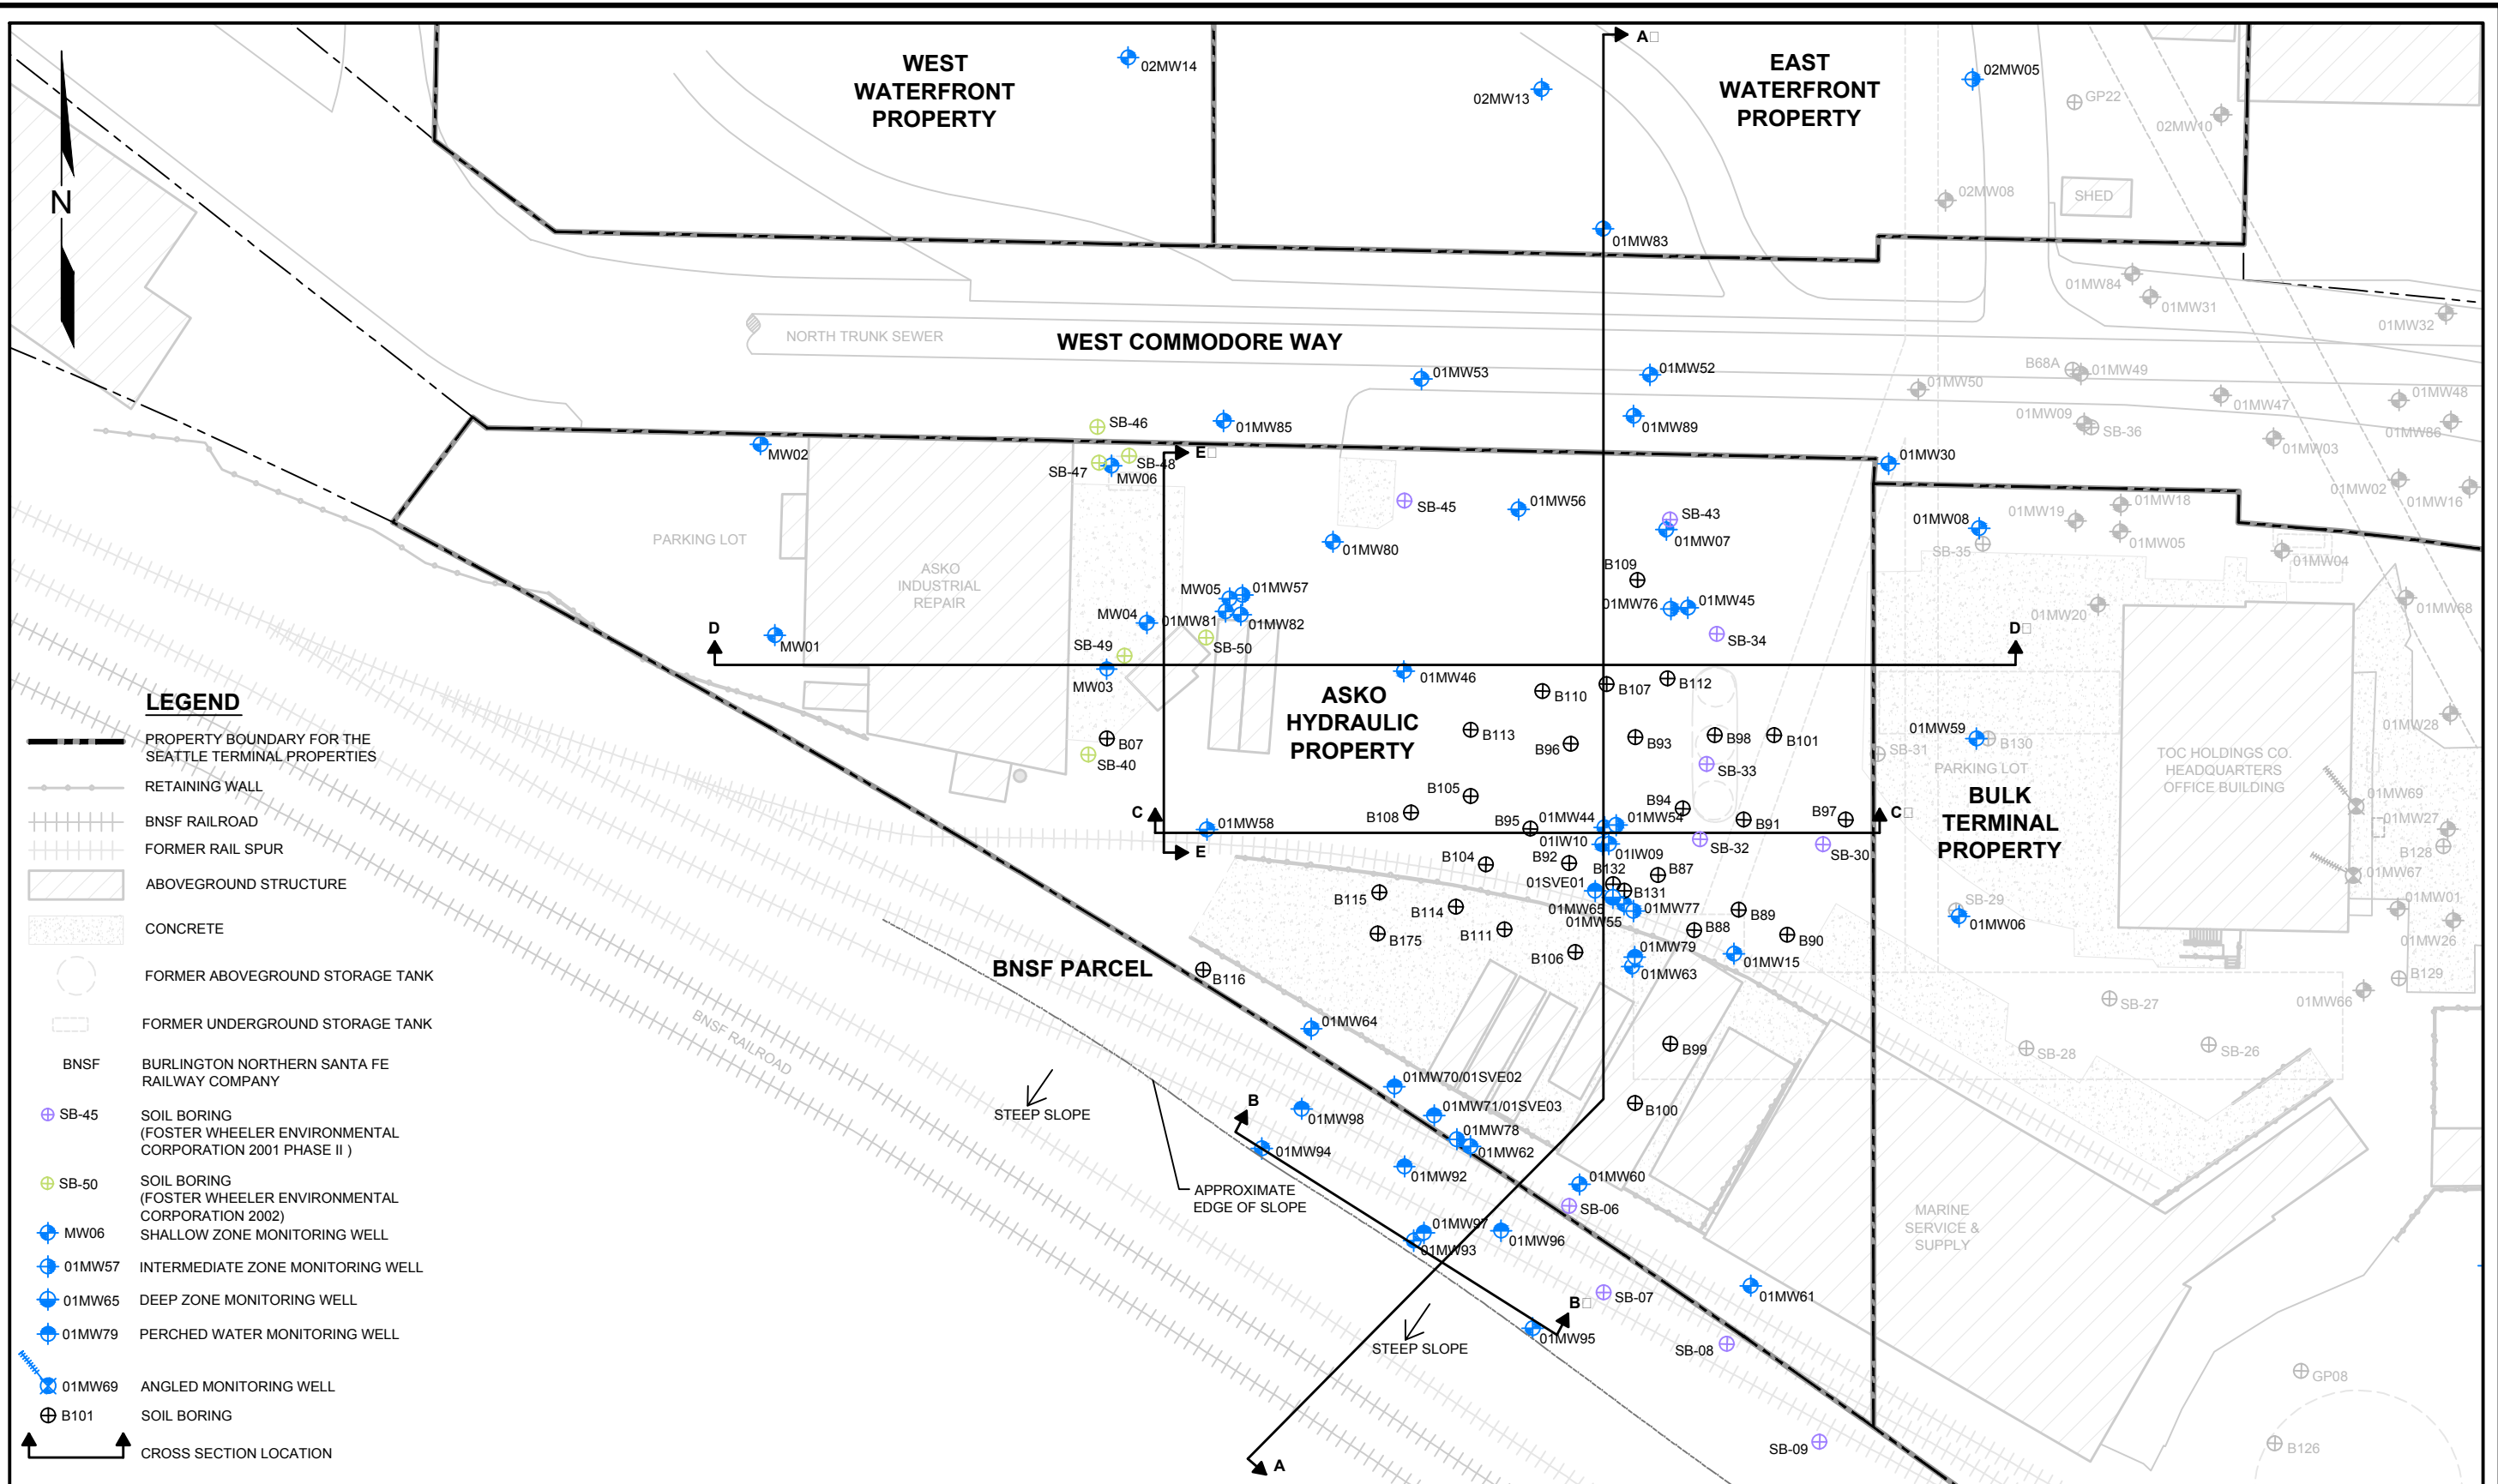 WEST
WATERFRONT
PROPERTY
EAST
WATERFRONT
PROPERTY
A□
02MW14
02MW13
02MW05
GP22
02MW10
02MW08
SHED
N
01MW83
01MW84
01MW31
01MW32
NORTH TRUNK SEWER
WEST COMMODORE WAY
01MW53
01MW52
B68A
01MW49
01MW50
01MW47
01MW48
01MW85
01MW89
01MW09
SB-36
01MW03
01MW86
SB-46
MW02
SB-47
SB-48
MW06
E□
01MW30
01MW02
01MW16
SB-45
01MW56
SB-43
01MW07
01MW08
01MW18
01MW19
01MW05
SB-35
01MW04
PARKING LOT
01MW80
ASKO
INDUSTRIAL
REPAIR
B109
MW05
01MW57
01MW76
01MW45
01MW20
01MW68
MW04
01MW81
01MW82
D
MW01
SB-34
D□
SB-49
SB-50
MW03
01MW46
B112
B107
B110
ASKO
HYDRAULIC
PROPERTY
B113
B96
B93
B98
B101
01MW59
B130
01MW28
B07
SB-40
SB-31
SB-33
PARKING LOT
TOC HOLDINGS CO.
HEADQUARTERS
OFFICE BUILDING
BULK
TERMINAL
PROPERTY
B105
B108
B94
01MW69
C
01MW58
B95
01MW44
01MW54
B91
B97
C□
01MW27
E
01IW10
01IW09
SB-32
SB-30
B128
B104
B92
B132
B87
01MW67
B115
01SVE01
B131
SB-29
01MW01
B114
01MW65
01MW77
B89
01MW06
01MW55
B175
B111
B88
B90
01MW26
B106
01MW79
01MW15
BNSF PARCEL
B116
01MW63
B129
01MW66
SB-27
01MW64
BNSF RAILROAD
B99
SB-28
SB-26
STEEP SLOPE
01MW70/01SVE02
B
01MW98
01MW71/01SVE03
B100
01MW78
01MW94
01MW62
01MW92
APPROXIMATE
EDGE OF SLOPE
01MW60
SB-06
MARINE
SERVICE &
SUPPLY
01MW97
01MW93
01MW96
SB-07
B□
01MW61
01MW95
STEEP SLOPE
SB-08
GP08
SB-09
B126
A
LEGEND
PROPERTY BOUNDARY FOR THE
SEATTLE TERMINAL PROPERTIES
RETAINING WALL
BNSF RAILROAD
FORMER RAIL SPUR
ABOVEGROUND STRUCTURE
CONCRETE
FORMER ABOVEGROUND STORAGE TANK
FORMER UNDERGROUND STORAGE TANK
BNSF BURLINGTON NORTHERN SANTA FE
RAILWAY COMPANY
SB-45 SOIL BORING
(FOSTER WHEELER ENVIRONMENTAL
CORPORATION 2001 PHASE II )
SB-50 SOIL BORING
(FOSTER WHEELER ENVIRONMENTAL
CORPORATION 2002)
MW06 SHALLOW ZONE MONITORING WELL
01MW57 INTERMEDIATE ZONE MONITORING WELL
01MW65 DEEP ZONE MONITORING WELL
01MW79 PERCHED WATER MONITORING WELL
01MW69 ANGLED MONITORING WELL
B101 SOIL BORING
CROSS SECTION LOCATION